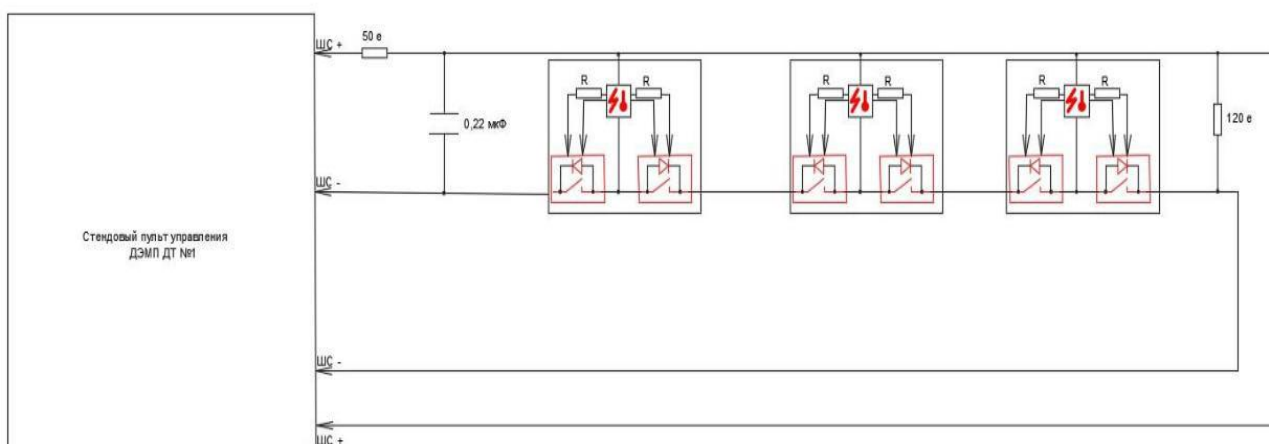 ШС +
50 е
R
R
R
R
R
R
0,22 мкФ
120 е
ШС -
Стендовый пульт управления
ДЭМП ДТ №1
ШС -
ШС +